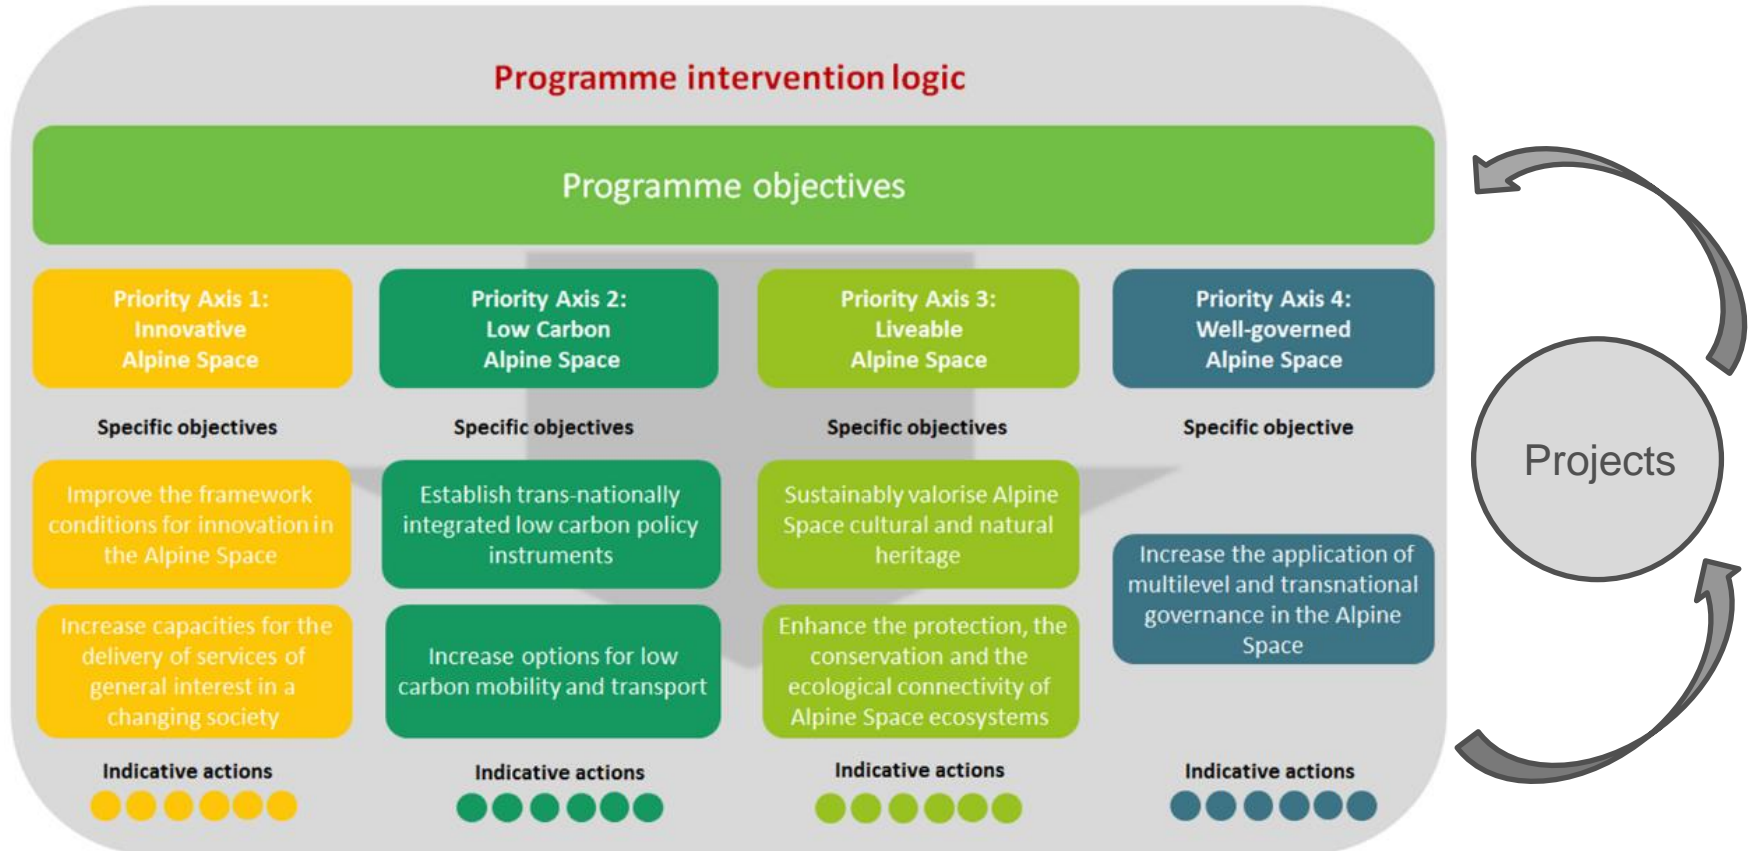 Programme intervention logic
Programme objectives
Priority Axis 1:
Innovative
Alpine Space
Priority Axis 2:
Low Carbon
Alpine Space
Priority Axis 3:
Liveable
Alpine Space
Priority Axis 4:
Well-governed
Alpine Space
Specific objectives
Specific objectives
Specific objectives
Specific objective
Improve the framework
conditions for innovation in
the Alpine Space
Establish trans-nationally
integrated low carbon policy
instruments
Sustainably valorise Alpine
Space cultural and natural
heritage
Increase the application of
multilevel and transnational
governance in the Alpine
Space
Increase capacities for the
delivery of services of
general interest in a
changing society
Increase options for low
carbon mobility and transport
Enhance the protection, the
conservation and the
ecological connectivity of
Alpine Space ecosystems
Indicative actions
Indicative actions
Indicative actions
Indicative actions
Projects